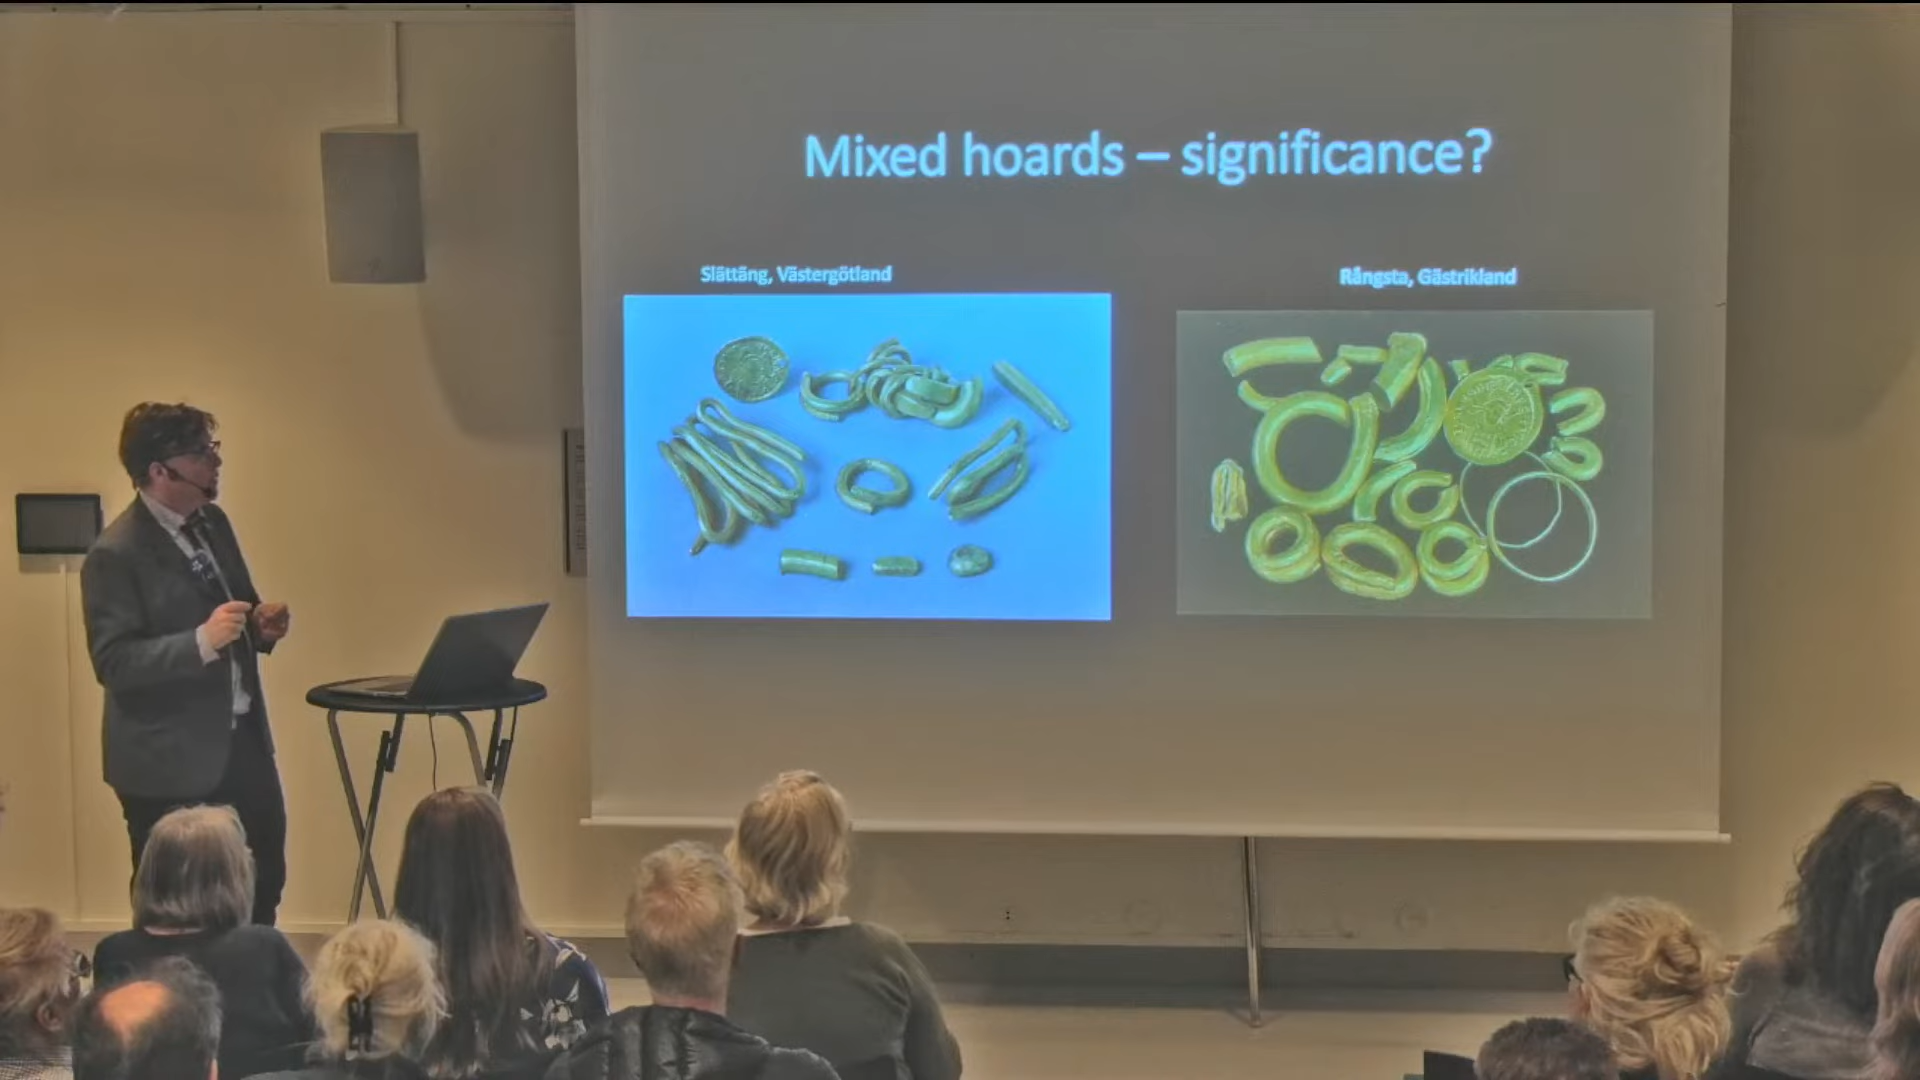 Mixed hoards – significance?
Slättäng, Västergötland
Rångsta, Gästrikland